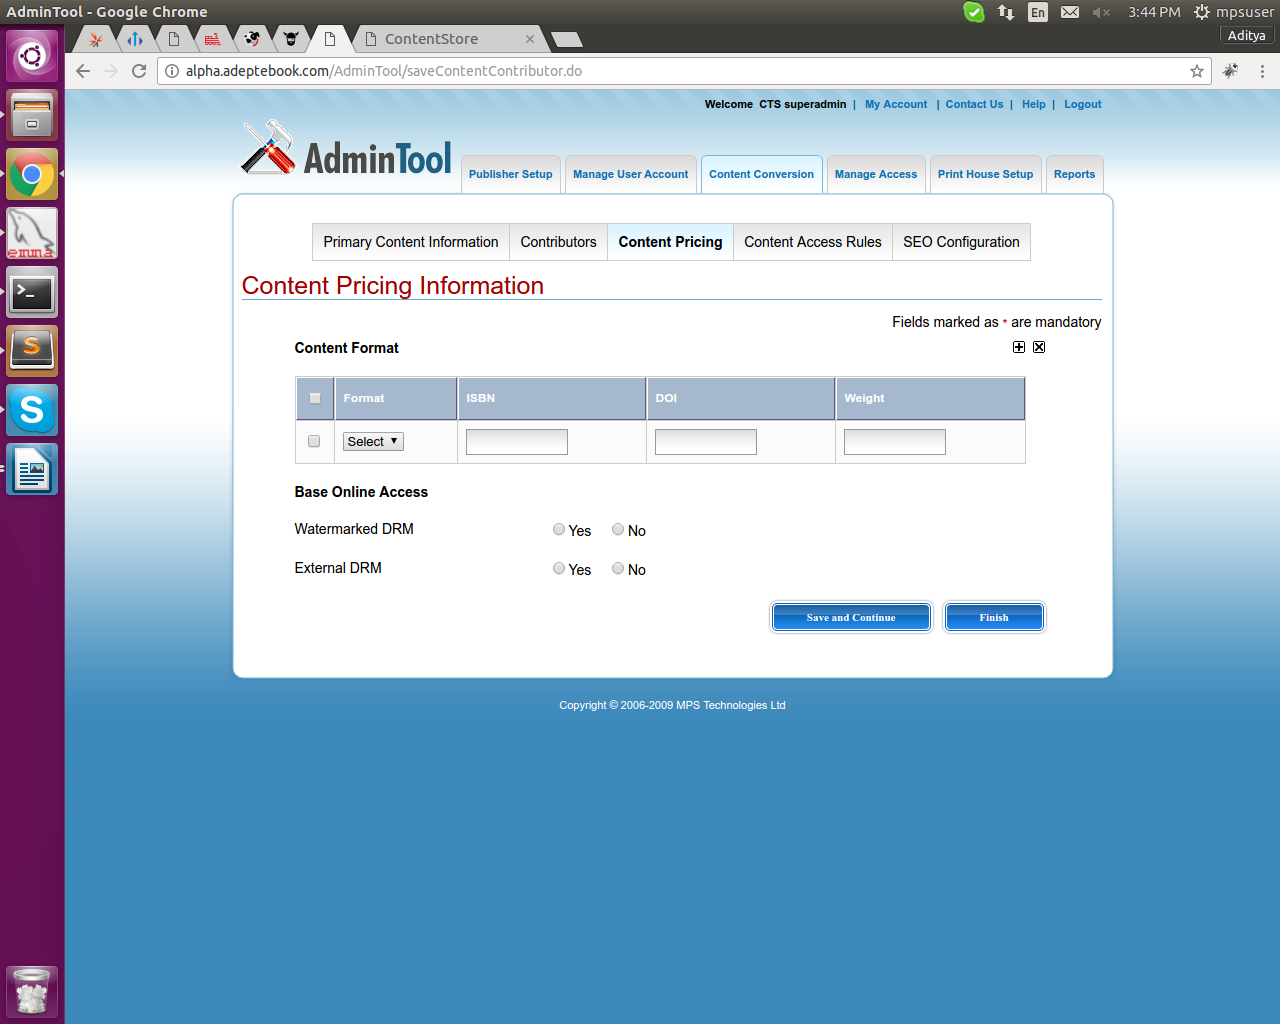 AdminTool - Google Chrome
En
3:44 PM
mpsuser
ContentStore
Aditya
alpha.adeptebook.com/AdminTool/saveContentContributor.do
Welcome CTS superadmin | My Account | Contact Us | Help | Logout
AdminTool
Publisher Setup
Manage User Account
Content Conversion
Manage Access
Print House Setup
Reports
Primary Content Information
Contributors
Content Pricing
Content Access Rules
SEO Configuration
Content Pricing Information
Fields marked as * are mandatory
Content Format
Format
ISBN
DOI
Weight
Select
Base Online Access
Watermarked DRM
Yes
No
External DRM
Yes
No
Save and Continue
Finish
Copyright © 2006-2009 MPS Technologies Ltd
emma
S
>_